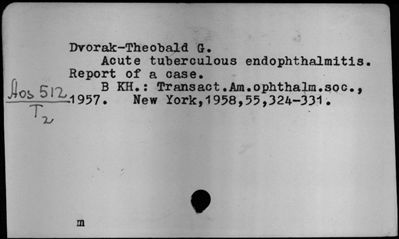 Dvorak-Theobald G.
Acute tuberculous endophthalmitis.
Report of a case.
B KH.: Transact.Am.ophthalm.soc.,
1957. New York,1958,55,324-331.
Aos 512
T2
m